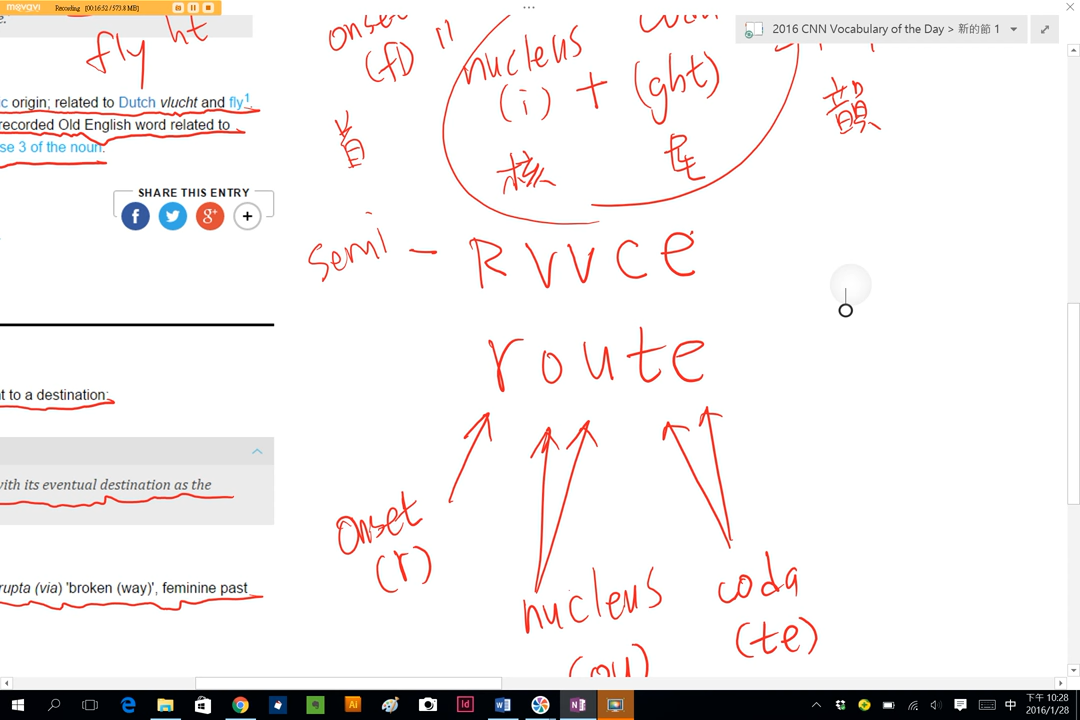 movavi Recording [00:16:52 / 573.8 MB]
2016 CNN Vocabulary of the Day > 新的節 1
fly ht
onset
(fl)
nucleus
(i) + (ght)
首
韻
核
c origin; related to Dutch vlucht and fly1
recorded Old English word related to
se 3 of the noun.
SHARE THIS ENTRY
semi - R V V C e
route
t to a destination:
vith its eventual destination as the
rupta (via) 'broken (way)', feminine past
onset
(r)
nucleus
(ou)
coda
(te)
下午 10:28
中
2016/1/28